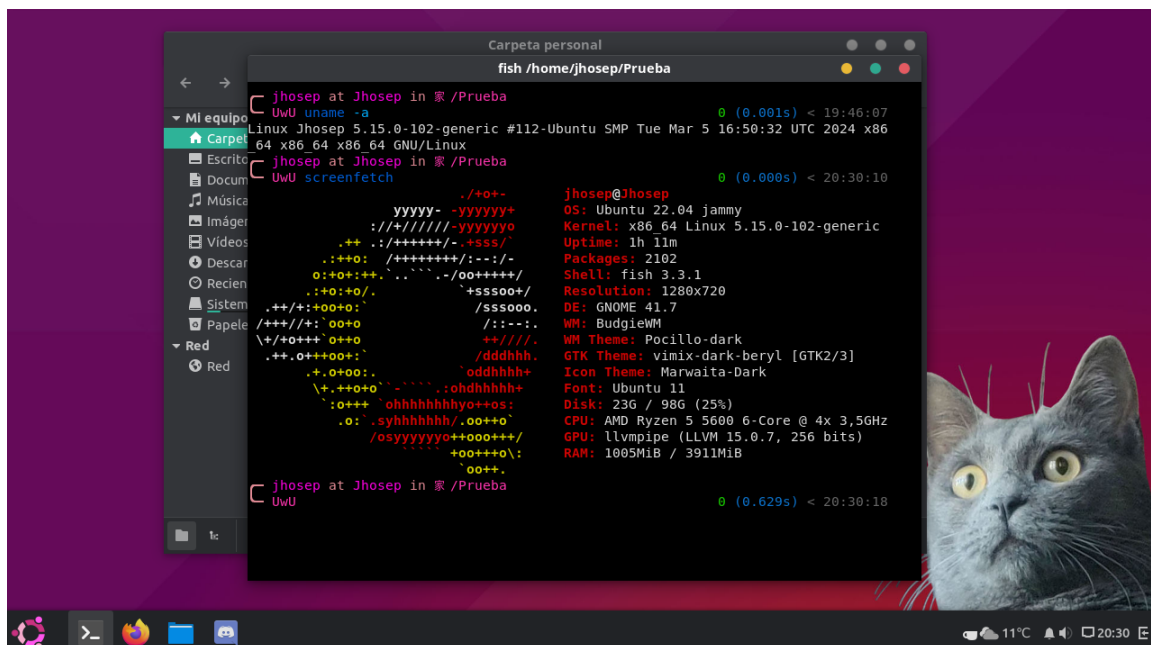 Carpeta personal
fish /home/jhosep/Prueba
Mi equipo
Carpet
Escrito
Docum
Música
Imáger
Vídeos
Descar
Recien
Sistem
Papele
Red
Red
jhosep at Jhosep in 家 /Prueba
UwU uname -a 0 (0.001s) < 19:46:07
Linux Jhosep 5.15.0-102-generic #112-Ubuntu SMP Tue Mar 5 16:50:32 UTC 2024 x86
_64 x86_64 x86_64 GNU/Linux
jhosep at Jhosep in 家 /Prueba
UwU screenfetch 0 (0.000s) < 20:30:10
jhosep@Jhosep
OS: Ubuntu 22.04 jammy
Kernel: x86_64 Linux 5.15.0-102-generic
Uptime: 1h 11m
Packages: 2102
Shell: fish 3.3.1
Resolution: 1280x720
DE: GNOME 41.7
WM: BudgieWM
WM Theme: Pocillo-dark
GTK Theme: vimix-dark-beryl [GTK2/3]
Icon Theme: Marwaita-Dark
Font: Ubuntu 11
Disk: 23G / 98G (25%)
CPU: AMD Ryzen 5 5600 6-Core @ 4x 3,5GHz
GPU: llvmpipe (LLVM 15.0.7, 256 bits)
RAM: 1005MiB / 3911MiB
jhosep at Jhosep in 家 /Prueba
UwU 0 (0.629s) < 20:30:18
11°C 20:30